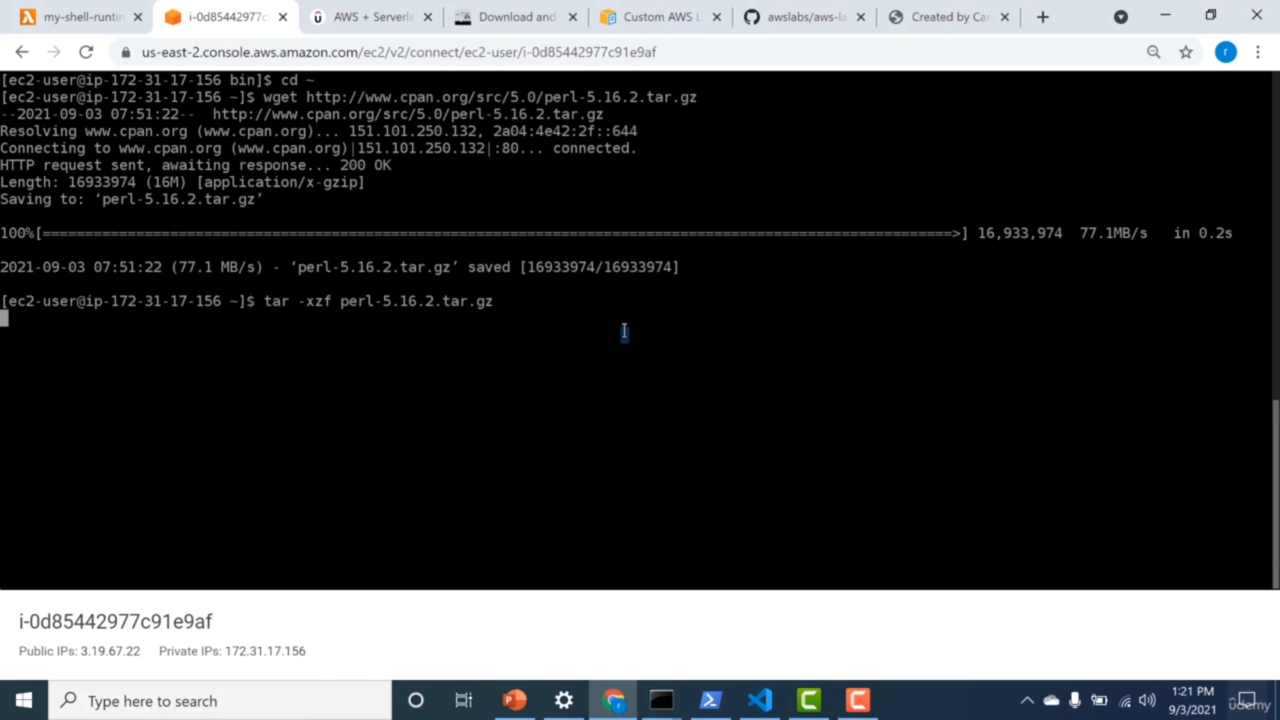 my-shell-runtin
i-0d85442977c
AWS + Serverle
Download and
Custom AWS L
awslabs/aws-la
Created by Car
us-east-2.console.aws.amazon.com/ec2/v2/connect/ec2-user/i-0d85442977c91e9af
r
[ec2-user@ip-172-31-17-156 bin]$ cd ~
[ec2-user@ip-172-31-17-156 ~]$ wget http://www.cpan.org/src/5.0/perl-5.16.2.tar.gz
--2021-09-03 07:51:22--  http://www.cpan.org/src/5.0/perl-5.16.2.tar.gz
Resolving www.cpan.org (www.cpan.org)... 151.101.250.132, 2a04:4e42:2f::644
Connecting to www.cpan.org (www.cpan.org)|151.101.250.132|:80... connected.
HTTP request sent, awaiting response... 200 OK
Length: 16933974 (16M) [application/x-gzip]
Saving to: ‘perl-5.16.2.tar.gz’
100%[============================================================================================================>] 16,933,974  77.1MB/s   in 0.2s
2021-09-03 07:51:22 (77.1 MB/s) - ‘perl-5.16.2.tar.gz’ saved [16933974/16933974]
[ec2-user@ip-172-31-17-156 ~]$ tar -xzf perl-5.16.2.tar.gz
i-0d85442977c91e9af
Public IPs: 3.19.67.22 Private IPs: 172.31.17.156
Type here to search
1:21 PM
9/3/2021
udemy